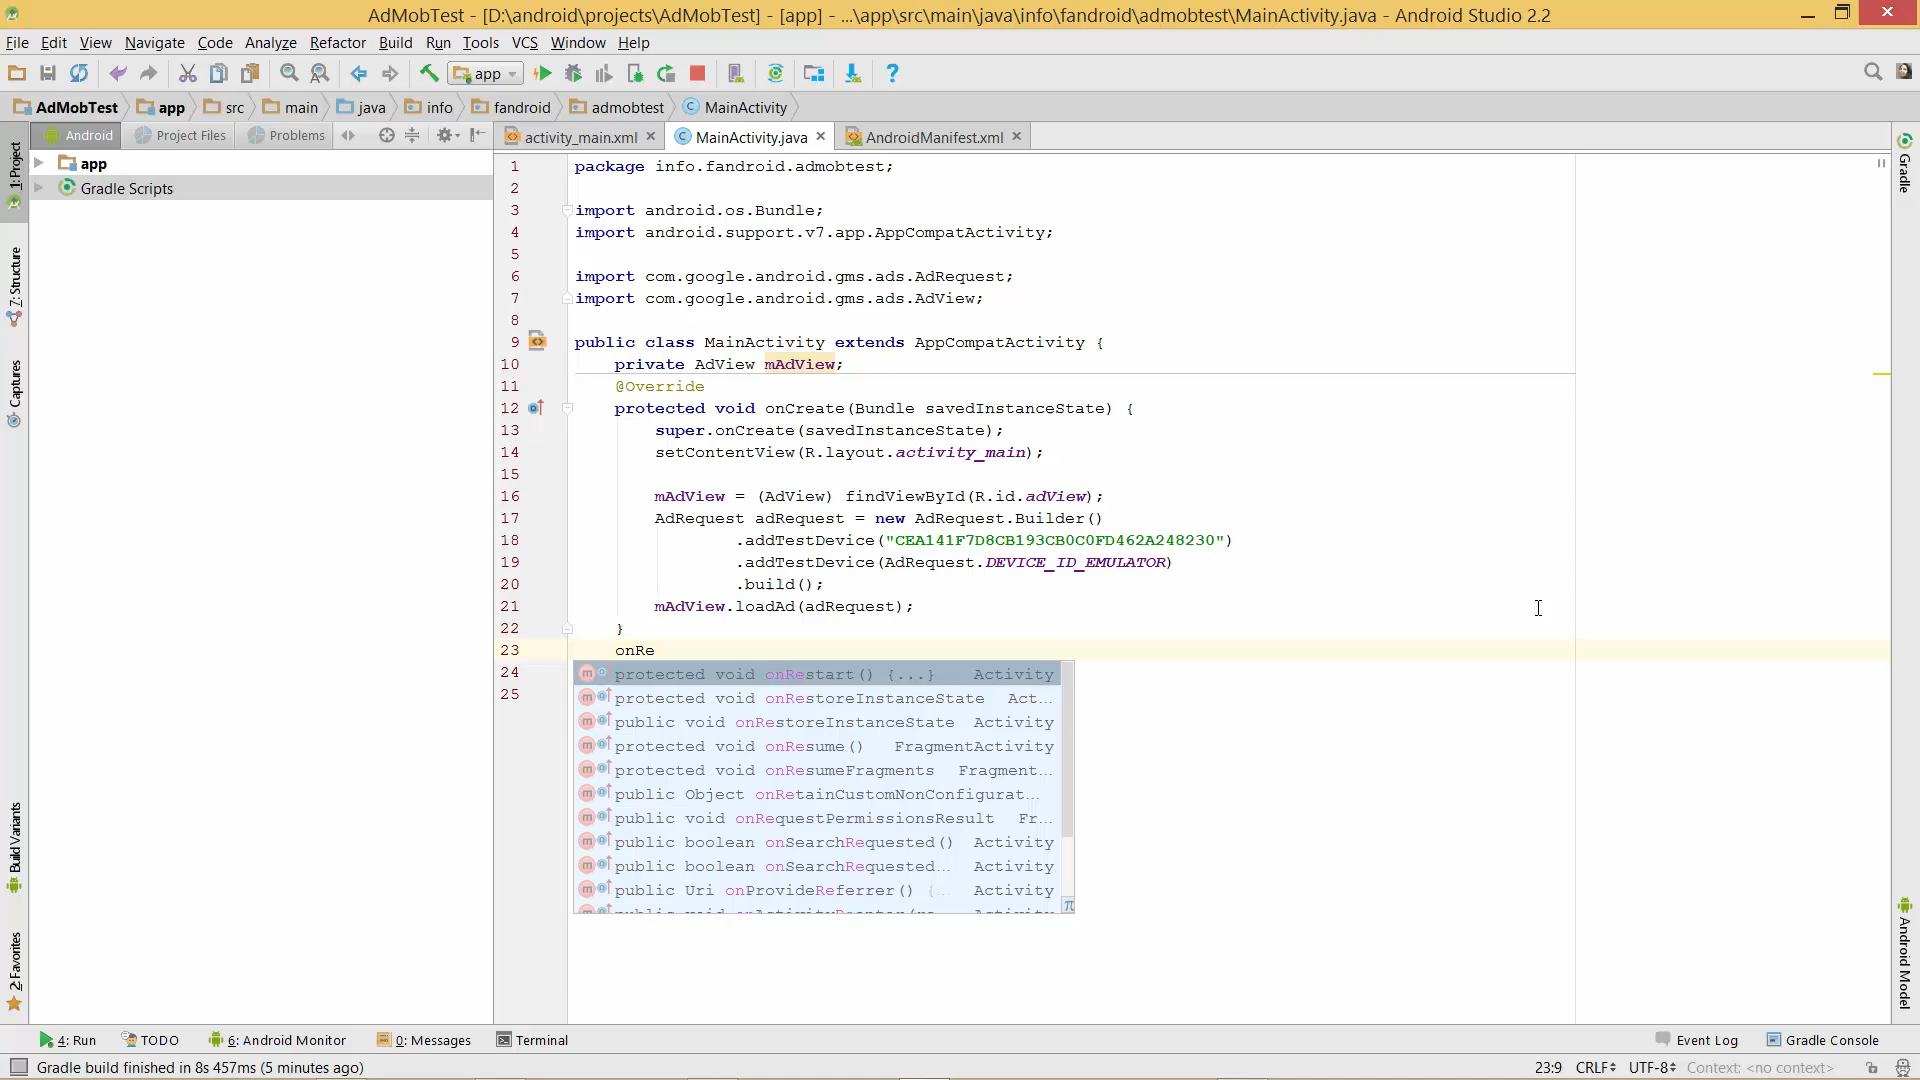 AdMobTest - [D:\android\projects\AdMobTest] - [app] - ...\app\src\main\java\info\fandroid\admobtest\MainActivity.java - Android Studio 2.2
File Edit View Navigate Code Analyze Refactor Build Run Tools VCS Window Help
app
AdMobTest app src main java info fandroid admobtest MainActivity
Android Project Files Problems
activity_main.xml MainActivity.java AndroidManifest.xml
app
Gradle Scripts
1: Project
7: Structure
Captures
Build Variants
2: Favorites
1 package info.fandroid.admobtest;
2
3 import android.os.Bundle;
4 import android.support.v7.app.AppCompatActivity;
5
6 import com.google.android.gms.ads.AdRequest;
7 import com.google.android.gms.ads.AdView;
8
9 public class MainActivity extends AppCompatActivity {
10 private AdView mAdView;
11 @Override
12 protected void onCreate(Bundle savedInstanceState) {
13 super.onCreate(savedInstanceState);
14 setContentView(R.layout.activity_main);
15
16 mAdView = (AdView) findViewById(R.id.adView);
17 AdRequest adRequest = new AdRequest.Builder()
18 .addTestDevice("CEA141F7D8CB193CB0C0FD462A248230")
19 .addTestDevice(AdRequest.DEVICE_ID_EMULATOR)
20 .build();
21 mAdView.loadAd(adRequest);
22 }
23 onRe
24
25
protected void onRestart() {...} Activity
protected void onRestoreInstanceState Act...
public void onRestoreInstanceState Activity
protected void onResume() FragmentActivity
protected void onResumeFragments Fragment...
public Object onRetainCustomNonConfigurat...
public void onRequestPermissionsResult Fr...
public boolean onSearchRequested() Activity
public boolean onSearchRequested... Activity
public Uri onProvideReferrer() {... Activity
Gradle
Android Model
4: Run TODO 6: Android Monitor 0: Messages Terminal Event Log Gradle Console
Gradle build finished in 8s 457ms (5 minutes ago) 23:9 CRLF UTF-8 Context: <no context>